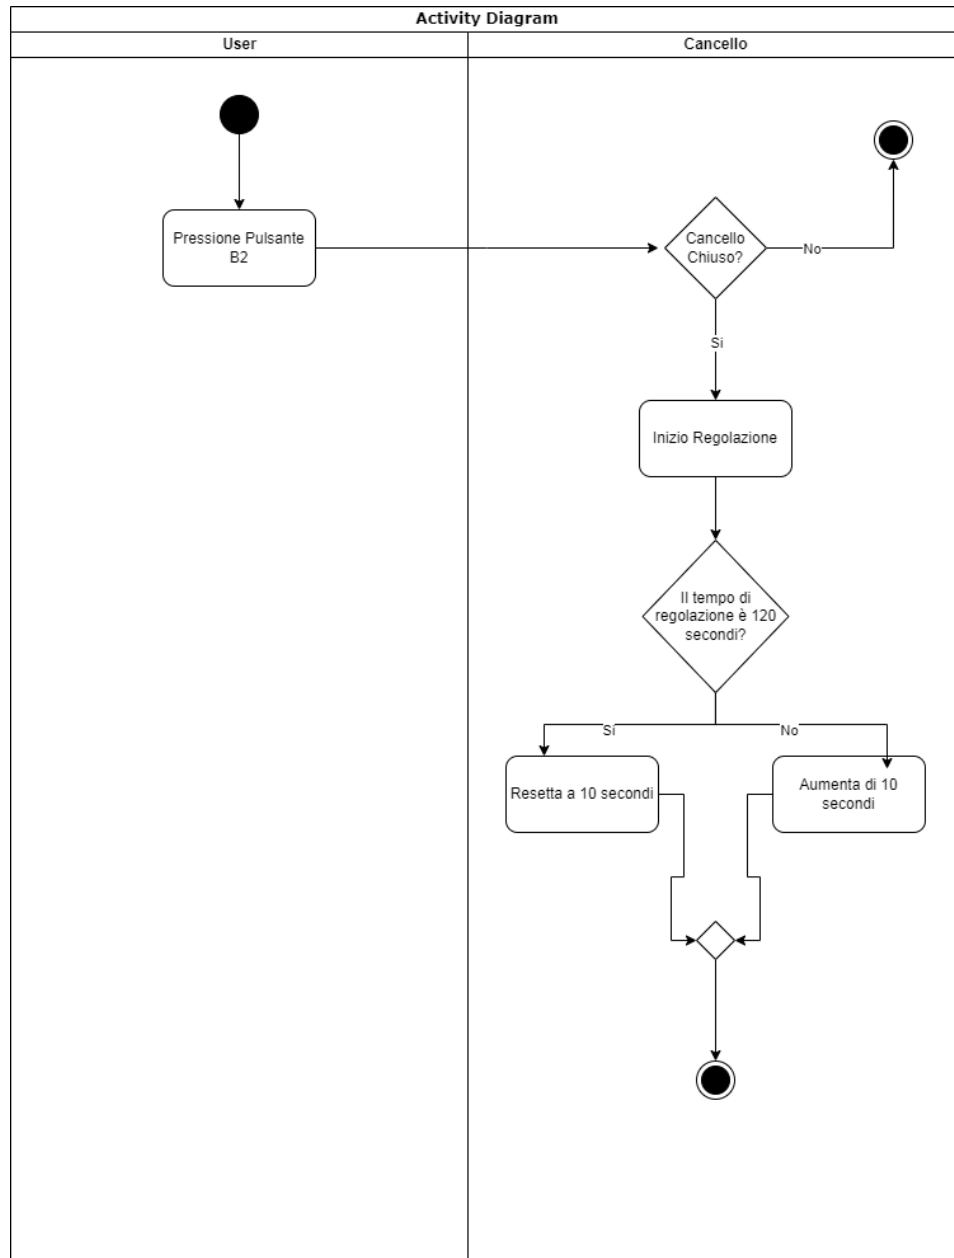 Activity Diagram
User
Cancello
Pressione Pulsante
B2
Cancello
Chiuso?
No
Si
Inizio Regolazione
Il tempo di
regolazione è 120
secondi?
Si
No
Resetta a 10 secondi
Aumenta di 10
secondi